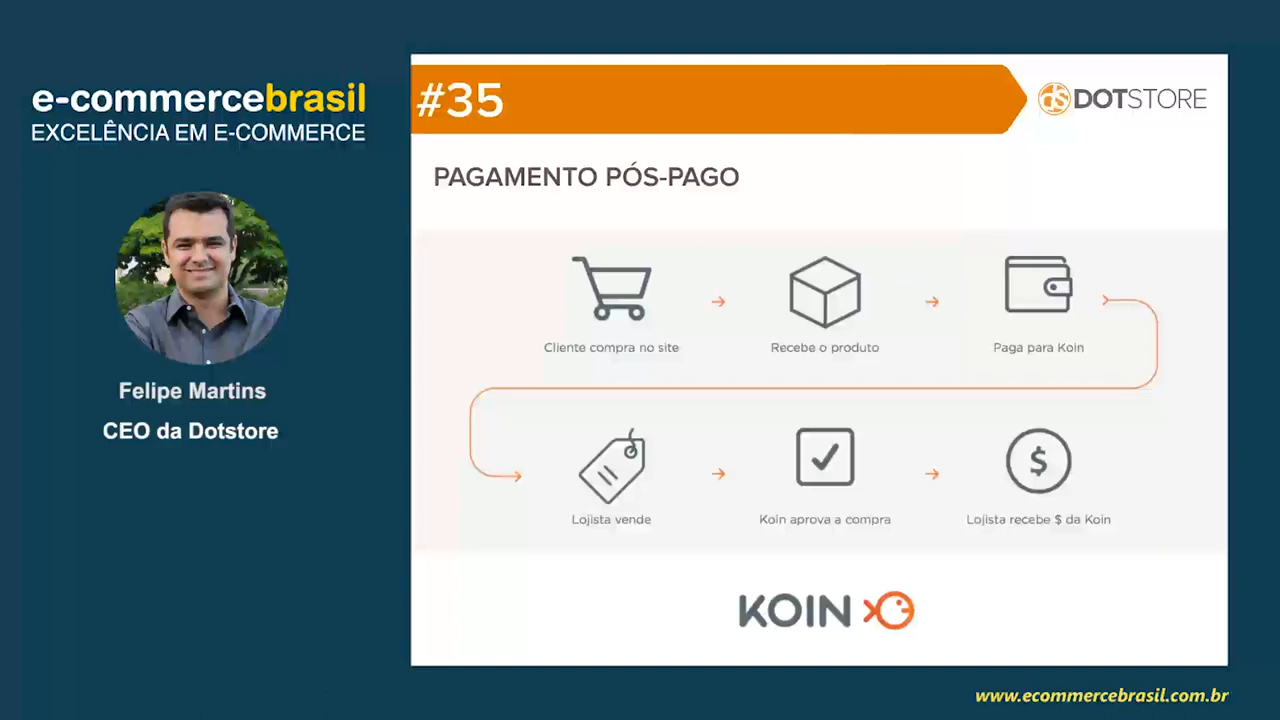 e-commercebrasil
EXCELÊNCIA EM E-COMMERCE
Felipe Martins
CEO da Dotstore
#35
DOTSTORE
PAGAMENTO PÓS-PAGO
Cliente compra no site
Recebe o produto
Paga para Koin
Lojista vende
Koin aprova a compra
Lojista recebe $ da Koin
KOIN
www.ecommercebrasil.com.br